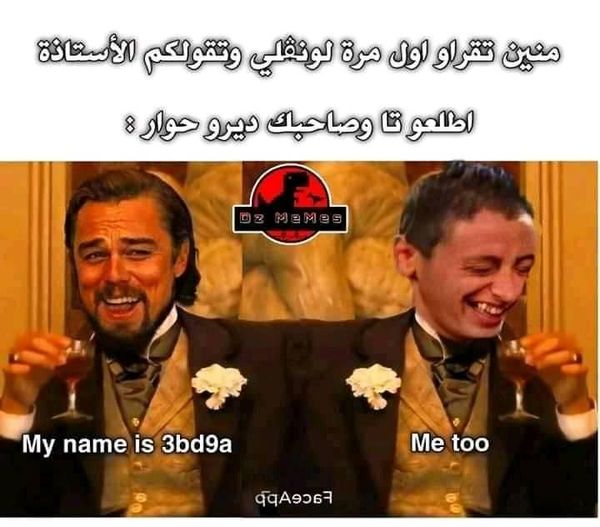 منين تقراو اول مرة لونڨلي وتقولكم الأستاذة
اطلعو تا وصاحبك ديرو حوار :
Dz MeMes
My name is 3bd9a
Me too
FaceApp